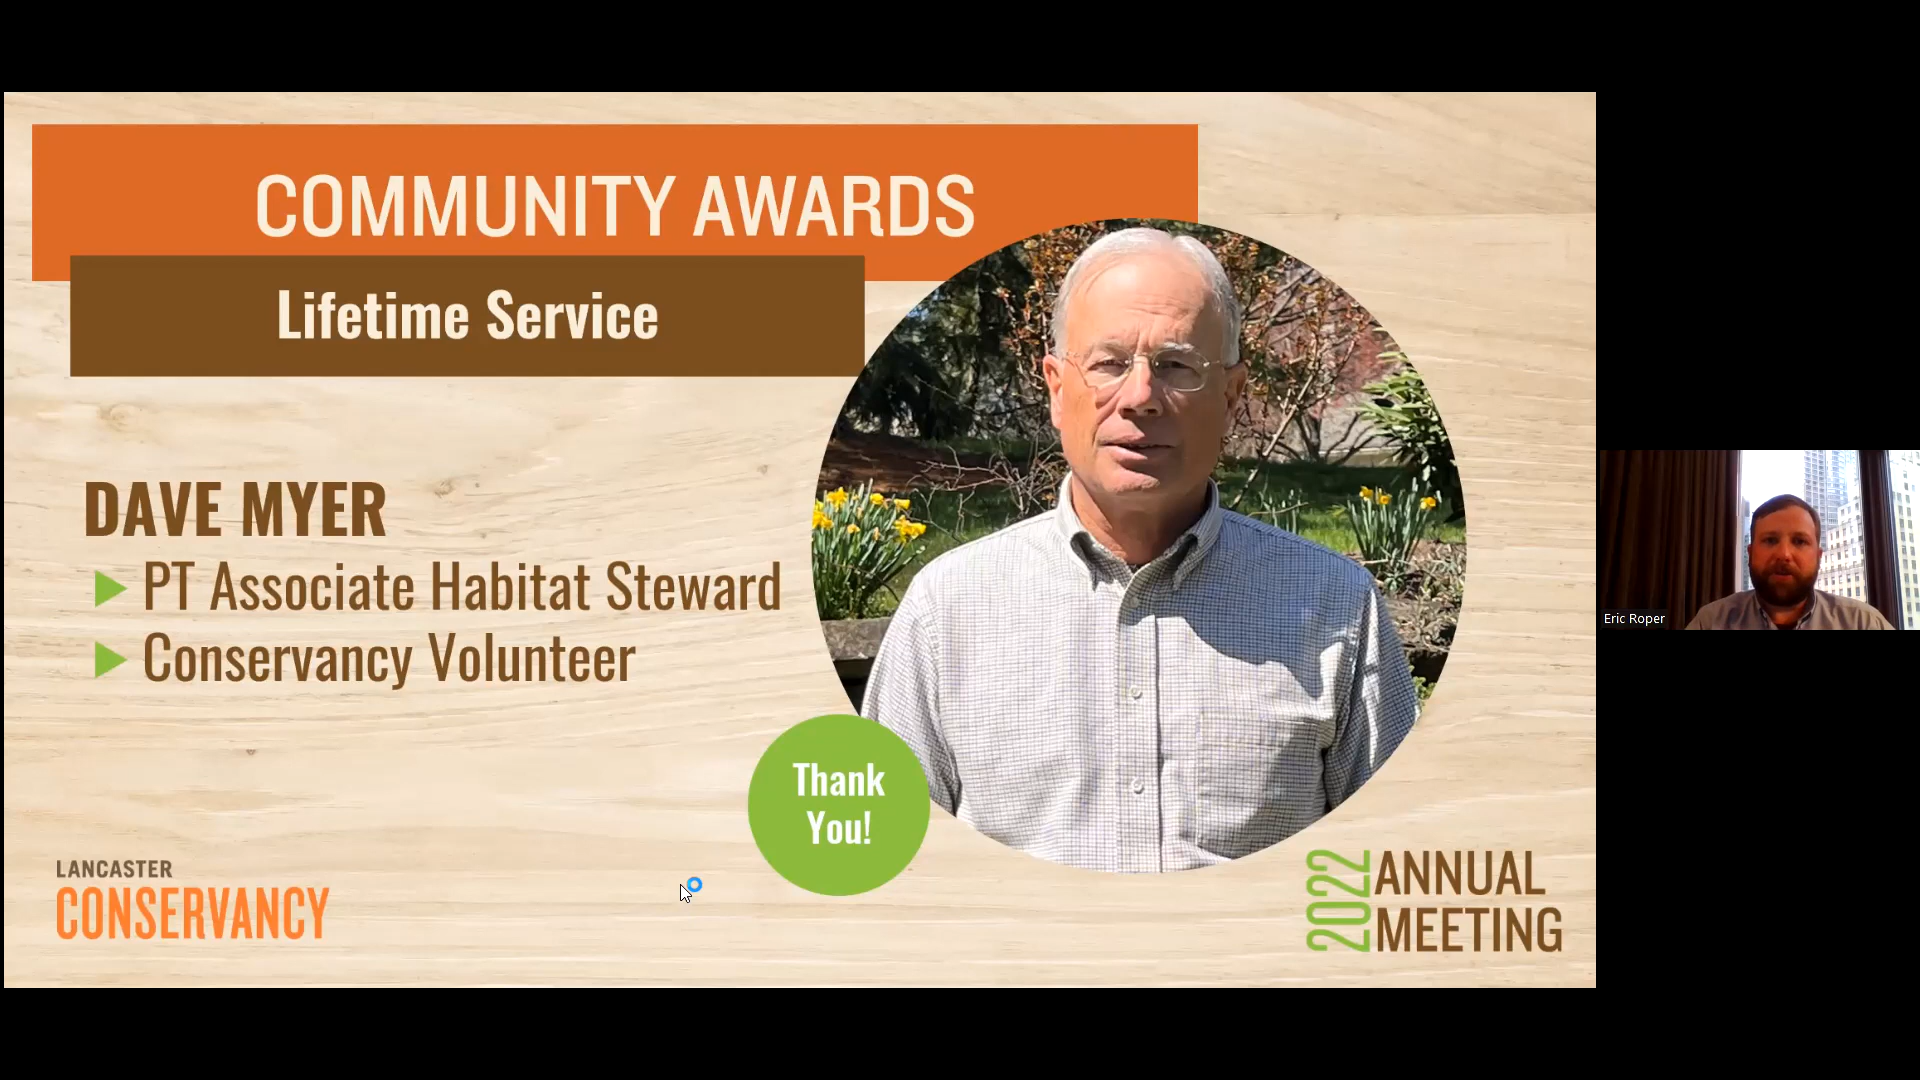 COMMUNITY AWARDS
Lifetime Service
DAVE MYER
PT Associate Habitat Steward
Conservancy Volunteer
Thank
You!
LANCASTER
CONSERVANCY
2022
ANNUAL
MEETING
Eric Roper